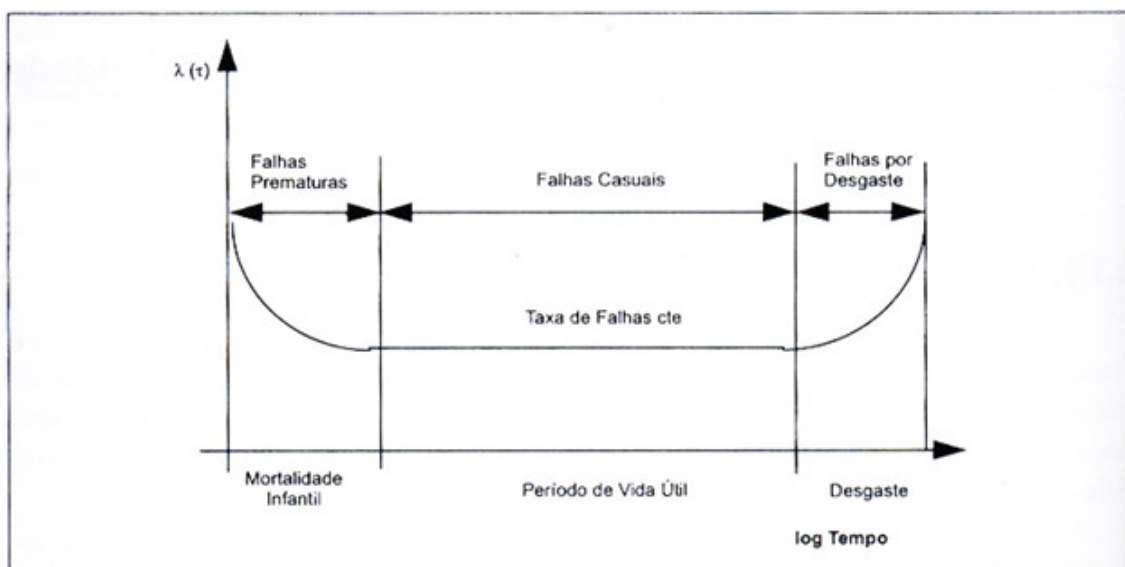 λ (τ)
Falhas
Prematuras
Falhas Casuais
Falhas por
Desgaste
Taxa de Falhas cte
Mortalidade
Infantil
Período de Vida Útil
Desgaste
log Tempo